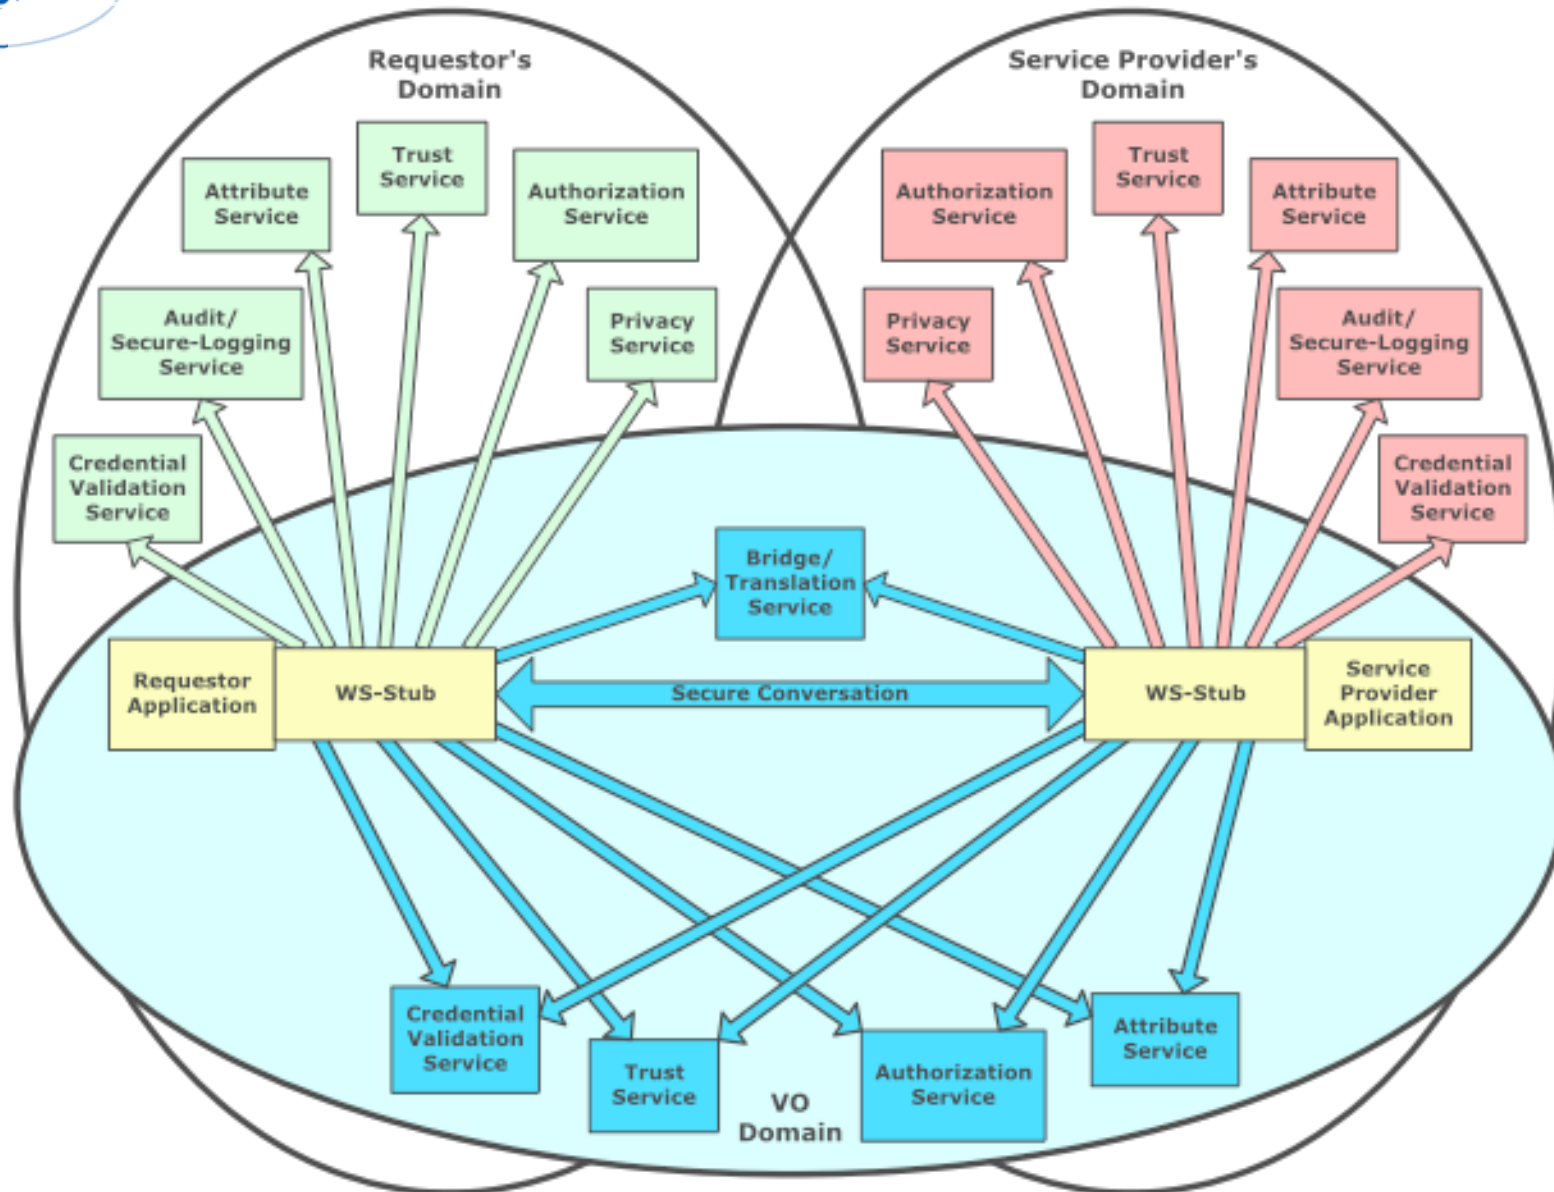 Requestor's
Domain
Service Provider's
Domain
Trust
Service
Attribute
Service
Authorization
Service
Audit/
Secure-Logging
Service
Privacy
Service
Credential
Validation
Service
Authorization
Service
Trust
Service
Attribute
Service
Privacy
Service
Audit/
Secure-Logging
Service
Credential
Validation
Service
Bridge/
Translation
Service
Requestor
Application
WS-Stub
Secure Conversation
WS-Stub
Service
Provider
Application
Credential
Validation
Service
Trust
Service
VO
Domain
Authorization
Service
Attribute
Service